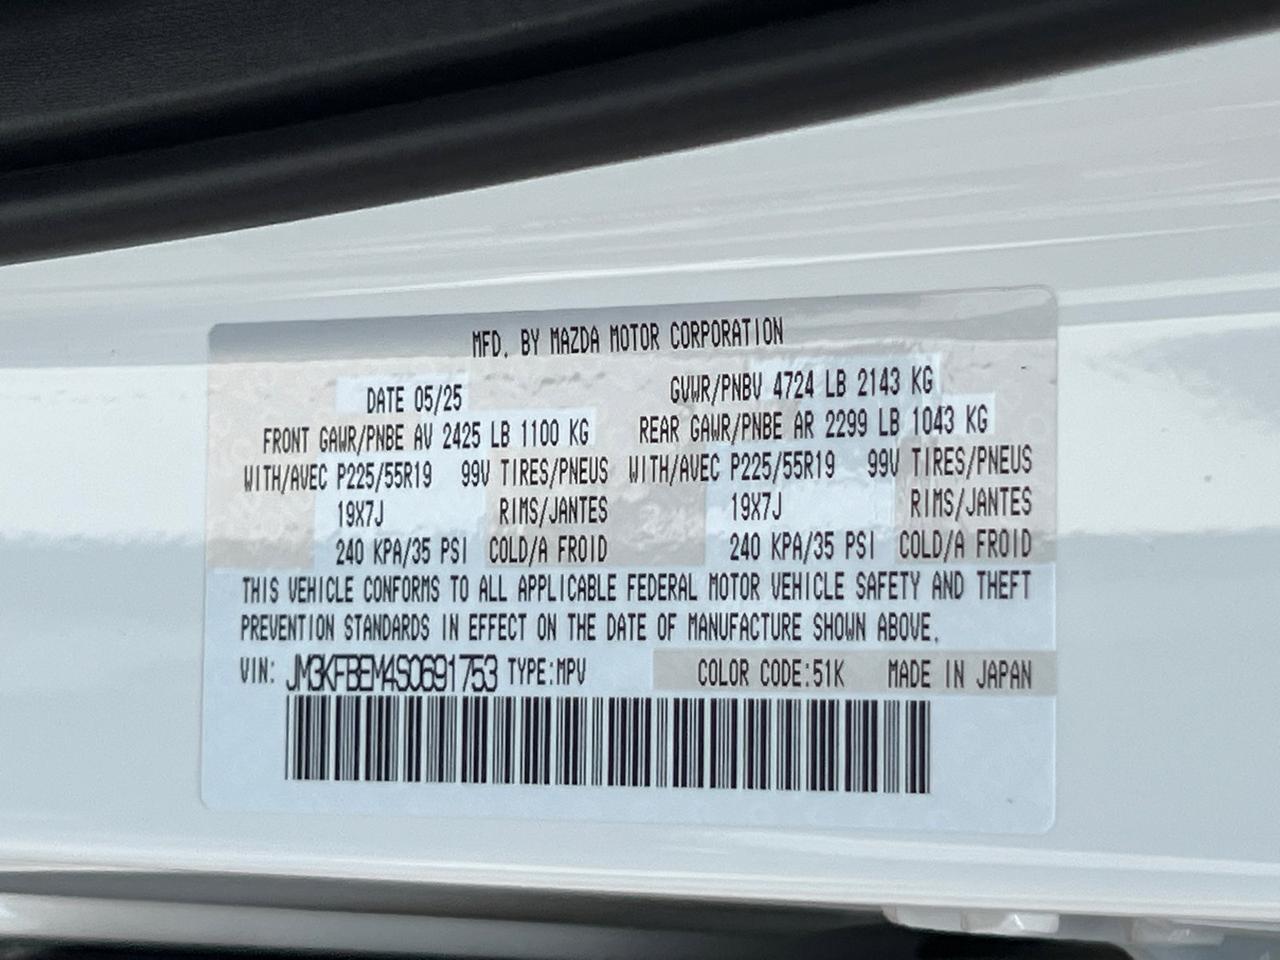 MFD. BY MAZDA MOTOR CORPORATION
DATE 05/25 GVWR/PNBV 4724 LB 2143 KG
FRONT GAWR/PNBE AV 2425 LB 1100 KG REAR GAWR/PNBE AR 2299 LB 1043 KG
WITH/AVEC P225/55R19 99V TIRES/PNEUS WITH/AVEC P225/55R19 99V TIRES/PNEUS
19X7J RIMS/JANTES 19X7J RIMS/JANTES
240 KPA/35 PSI COLD/A FROID 240 KPA/35 PSI COLD/A FROID
THIS VEHICLE CONFORMS TO ALL APPLICABLE FEDERAL MOTOR VEHICLE SAFETY AND THEFT
PREVENTION STANDARDS IN EFFECT ON THE DATE OF MANUFACTURE SHOWN ABOVE.
VIN: JM3KFBEM4S0691753 TYPE:MPV COLOR CODE:51K MADE IN JAPAN